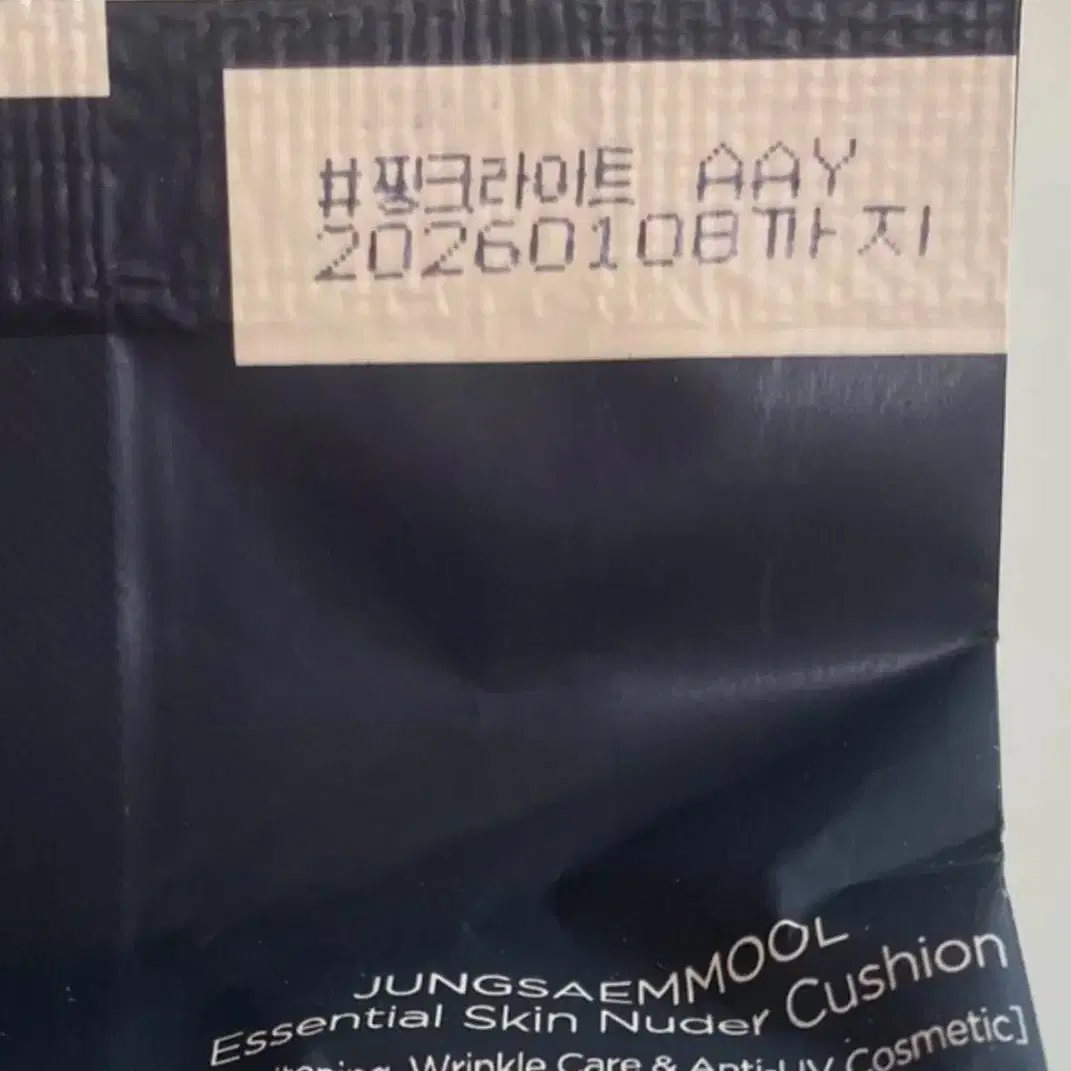 #핑크라이트 AAY
20260108까지
JUNGSAEMMOOL
Essential Skin Nuder Cushion
Wrinkle Care & Anti-UV Cosmetic]